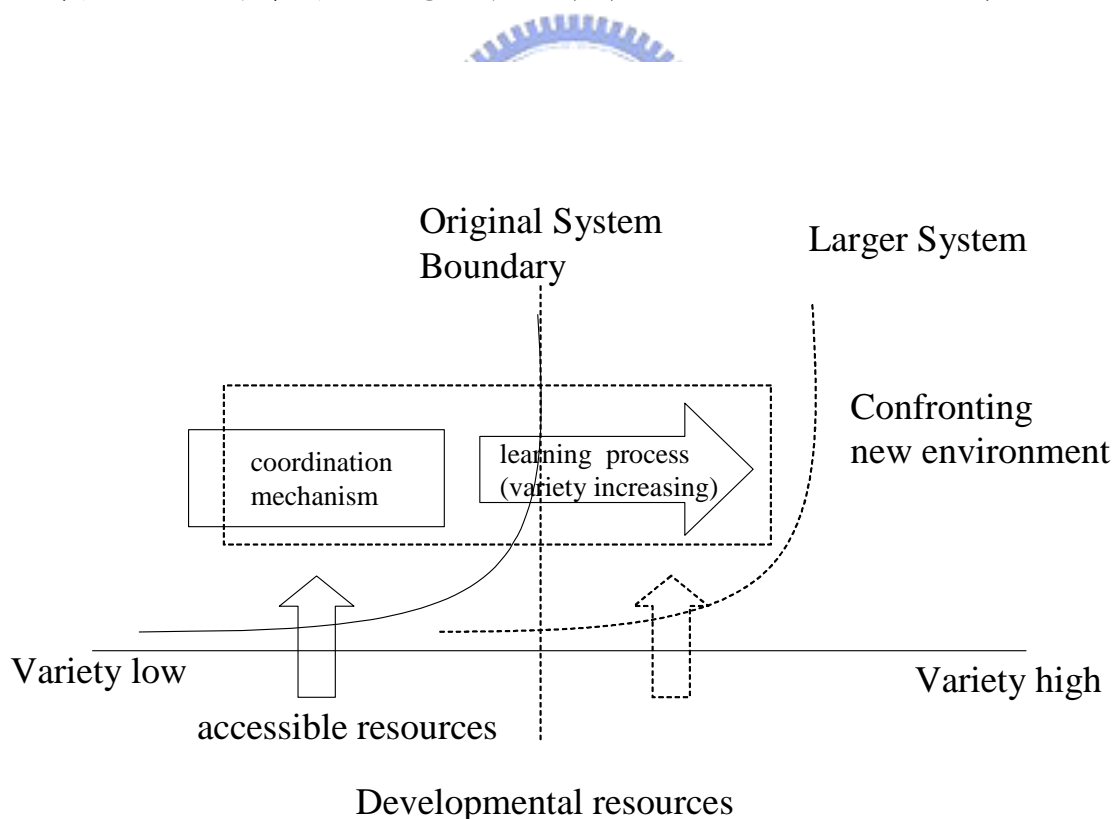 Original System
Boundary
Larger System
Confronting
new environment
coordination
mechanism
learning process
(variety increasing)
Variety low
Variety high
accessible resources
Developmental resources